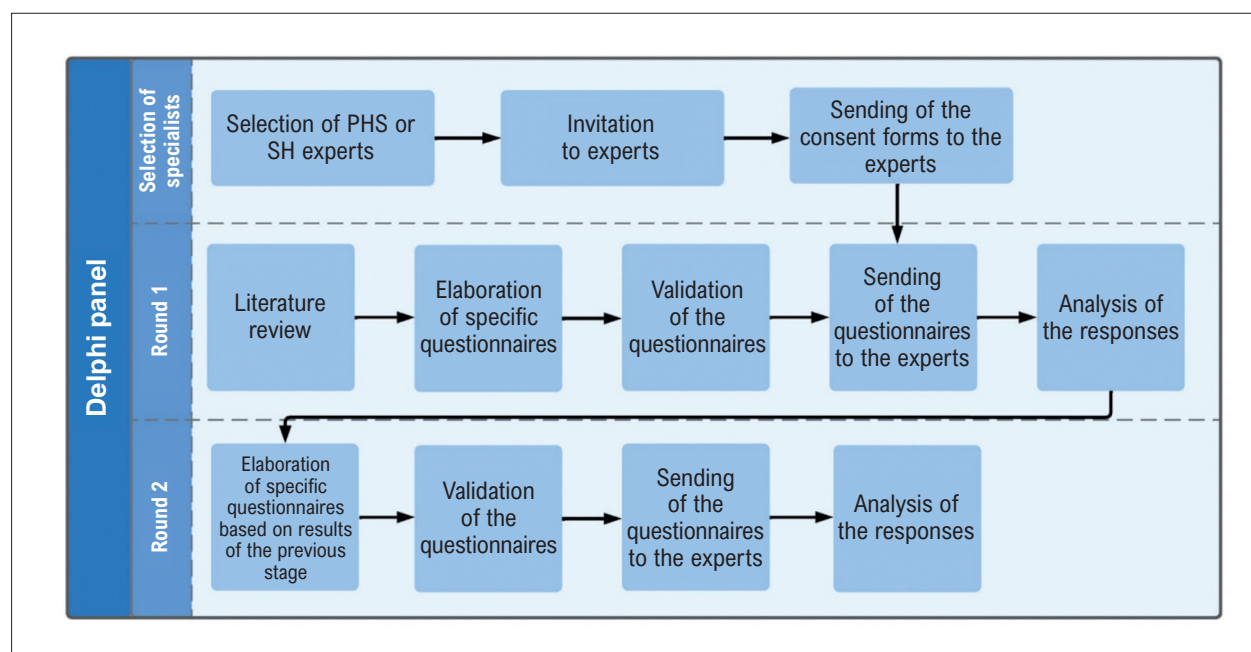 Delphi panel
Selection of
specialists
Selection of PHS or
SH experts
Invitation
to experts
Sending of the
consent forms to the
experts
Round 1
Literature
review
Elaboration
of specific
questionnaires
Validation
of the
questionnaires
Sending
of the
questionnaires
to the experts
Analysis of
the responses
Round 2
Elaboration
of specific
questionnaires
based on results
of the previous
stage
Validation
of the
questionnaires
Sending
of the
questionnaires
to the experts
Analysis of
the responses